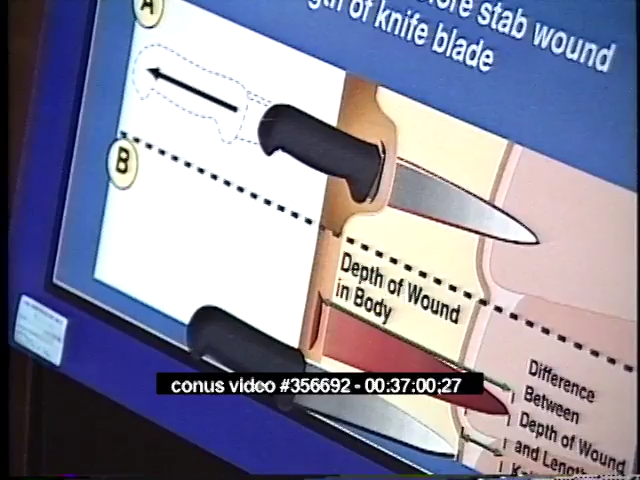 A
stab wound
of knife blade
B
Depth of Wound
in Body
Difference
Between
Depth of Wound
and Length
conus video #356692 - 00:37:00;27